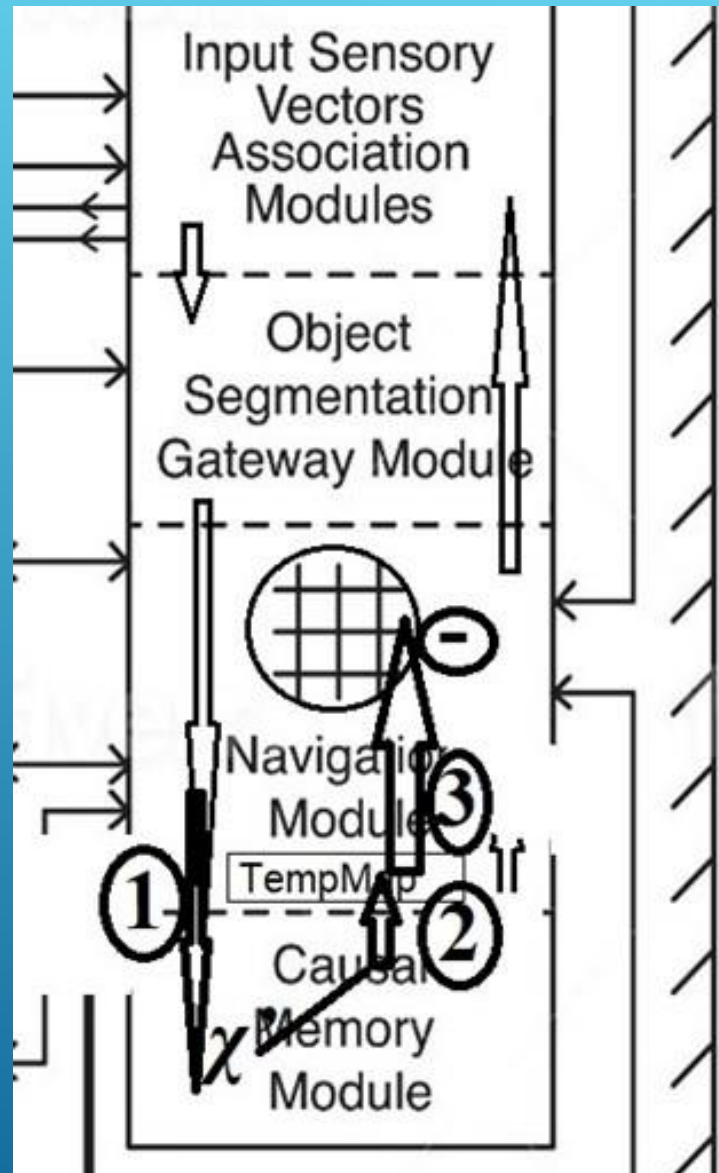 Input Sensory
Vectors
Association
Modules
Object
Segmentation
Gateway Module
-
Navigation
Module
3
TempMap
1
2
Causal
χ'
Memory
Module